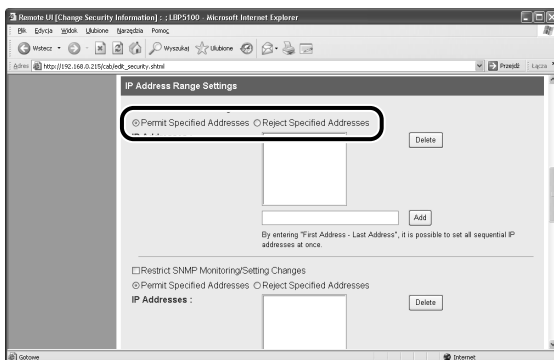 Remote UI [Change Security Information] : ; LBP5100 - Microsoft Internet Explorer
Plik Edycja Widok Ulubione Narzędzia Pomoc
Wstecz Wyszukaj Ulubione
Adres http://192.168.0.215/cab/edit_security.shtml Przejdź Łącza
IP Address Range Settings
Permit Specified Addresses Reject Specified Addresses
Delete
Add
By entering "First Address - Last Address", it is possible to set all sequential IP
addresses at once.
Restrict SNMP Monitoring/Setting Changes
Permit Specified Addresses Reject Specified Addresses
IP Addresses :
Delete
Gotowe Internet